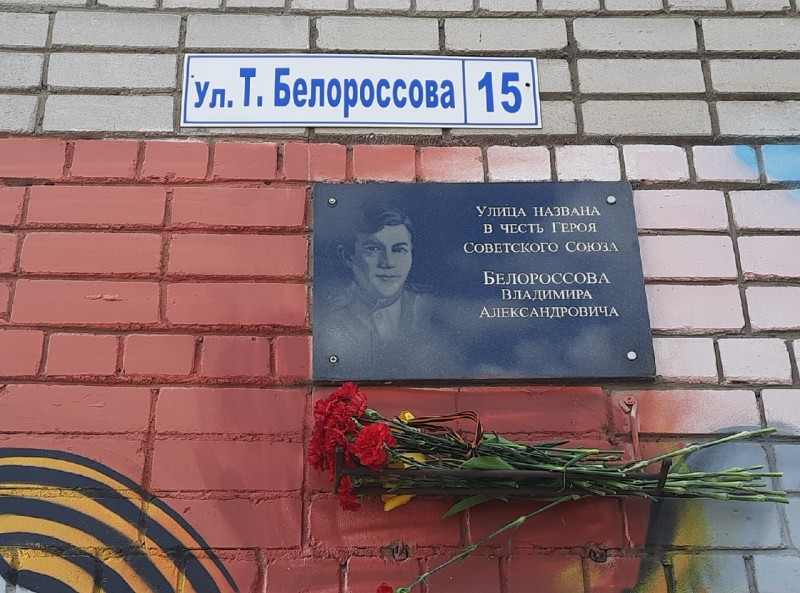 Ул. Т. Белороссова 15
Улица названа
в честь Героя
Советского Союза
Белороссова
Владимира
Александровича